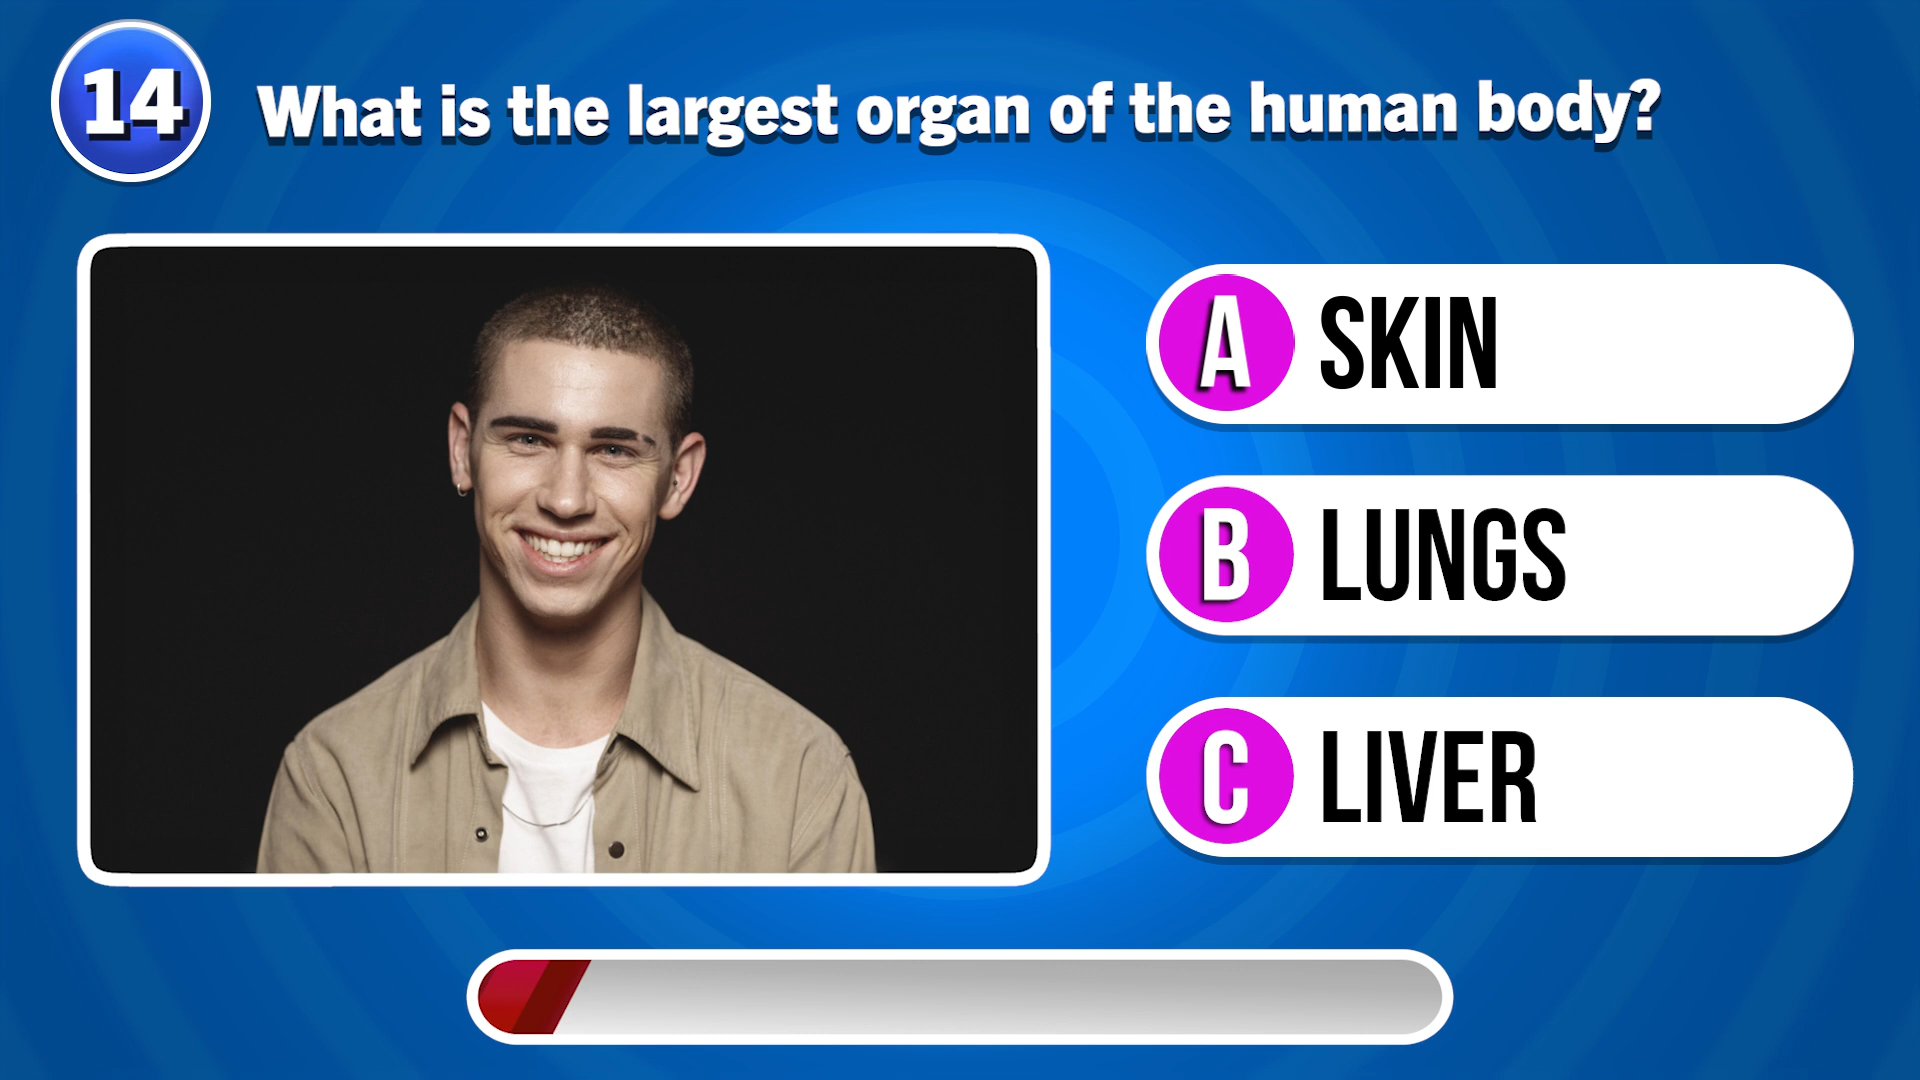 14
What is the largest organ of the human body?
A SKIN
B LUNGS
C LIVER